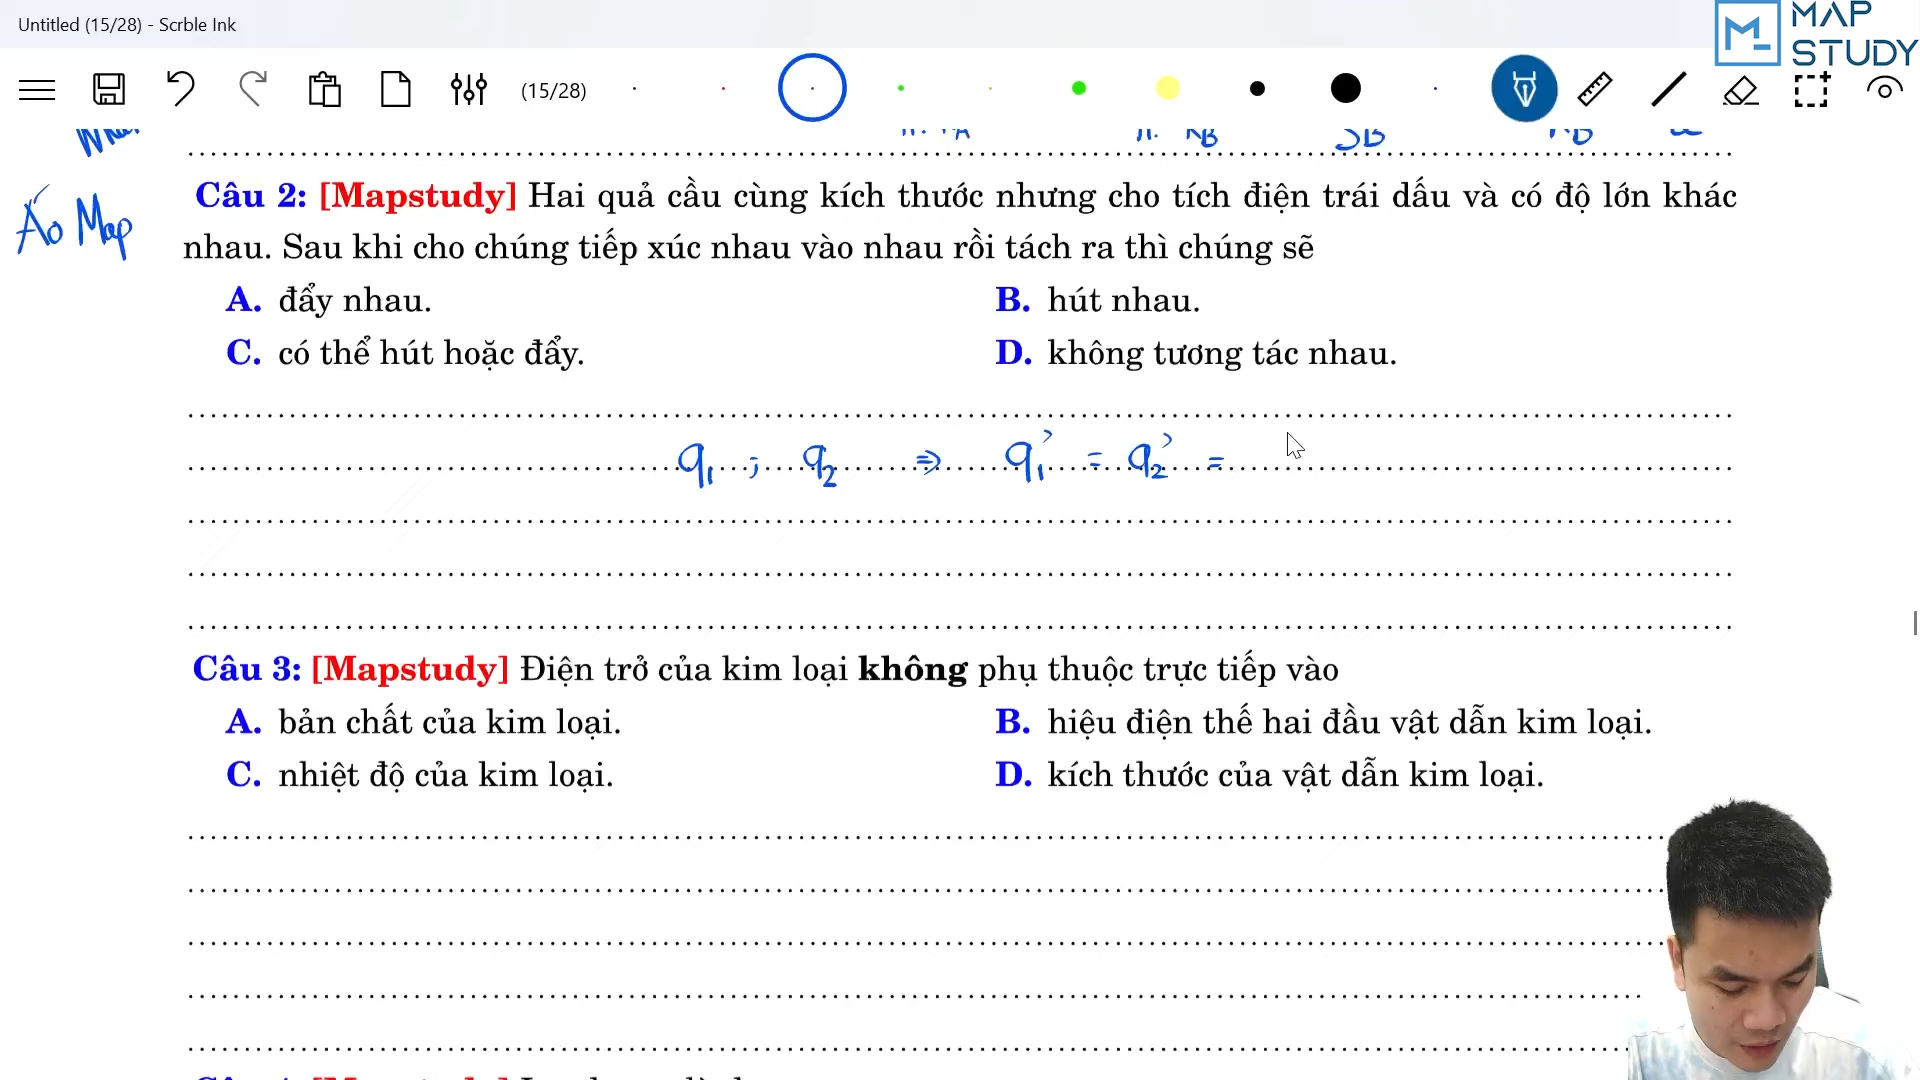 Untitled (15/28) - Scrble Ink
MAP
STUDY
(15/28)
Áo Map
Câu 2: [Mapstudy] Hai quả cầu cùng kích thước nhưng cho tích điện trái dấu và có độ lớn khác
nhau. Sau khi cho chúng tiếp xúc nhau vào nhau rồi tách ra thì chúng sẽ
A. đẩy nhau.
B. hút nhau.
C. có thể hút hoặc đẩy.
D. không tương tác nhau.
q₁ ; q₂ ⇒ q₁' = q₂' =
Câu 3: [Mapstudy] Điện trở của kim loại không phụ thuộc trực tiếp vào
A. bản chất của kim loại.
B. hiệu điện thế hai đầu vật dẫn kim loại.
C. nhiệt độ của kim loại.
D. kích thước của vật dẫn kim loại.